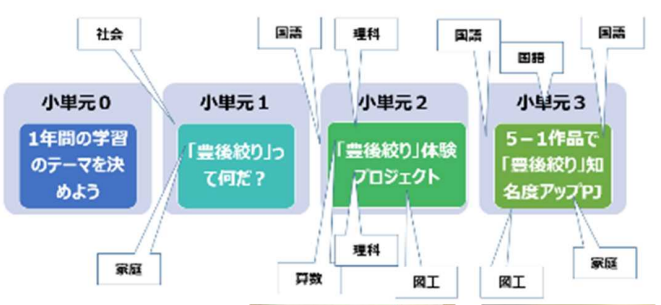 社会
国語
理科
国語
国語
国語
小単元０
小単元１
小単元２
小単元３
１年間の学習
のテーマを決
めよう
「豊後絞り」っ
て何だ？
「豊後絞り」体験
プロジェクト
５－１作品で
「豊後絞り」知
名度アップPJ
家庭
算数
理科
図工
図工
家庭